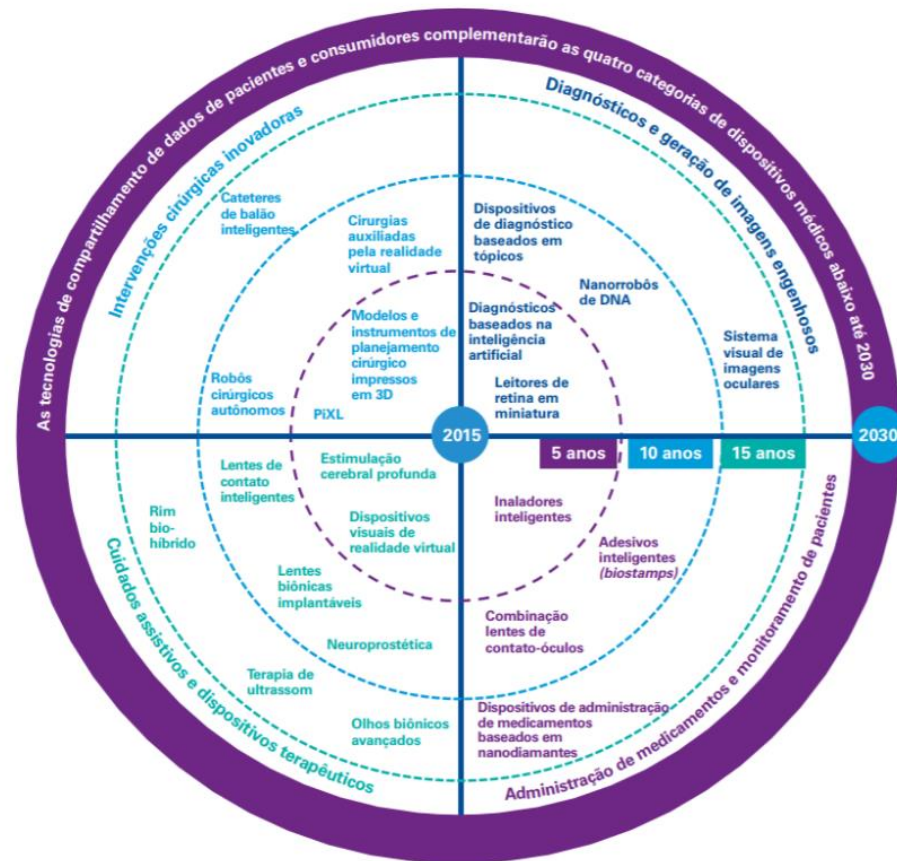 As tecnologias de compartilhamento de dados de pacientes e consumidores complementarão as quatro categorias de dispositivos médicos abaixo até 2030
Intervenções cirúrgicas inovadoras
Cateteres
de balão
inteligentes
Cirurgias
auxiliadas
pela realidade
virtual
Modelos e
instrumentos de
planejamento
cirúrgico
impressos
em 3D
Robôs
cirúrgicos
autônomos
PiXL
Diagnósticos e geração de imagens engenhosos
Dispositivos
de diagnóstico
baseados em
tópicos
Nanorrobôs
de DNA
Diagnósticos
baseados na
inteligência
artificial
Sistema
visual de
imagens
oculares
Leitores de
retina em
miniatura
2015
5 anos
10 anos
15 anos
2030
Estimulação
cerebral profunda
Lentes de
contato
inteligentes
Rim
bio-
híbrido
Dispositivos
visuais de
realidade virtual
Lentes
biônicas
implantáveis
Neuroprostética
Terapia de
ultrassom
Olhos biônicos
avançados
Cuidados assistivos e dispositivos terapêuticos
Inaladores
inteligentes
Adesivos
inteligentes
(biostamps)
Combinação
lentes de
contato-óculos
Dispositivos de administração
de medicamentos
baseados em
nanodiamantes
Administração de medicamentos e monitoramento de pacientes